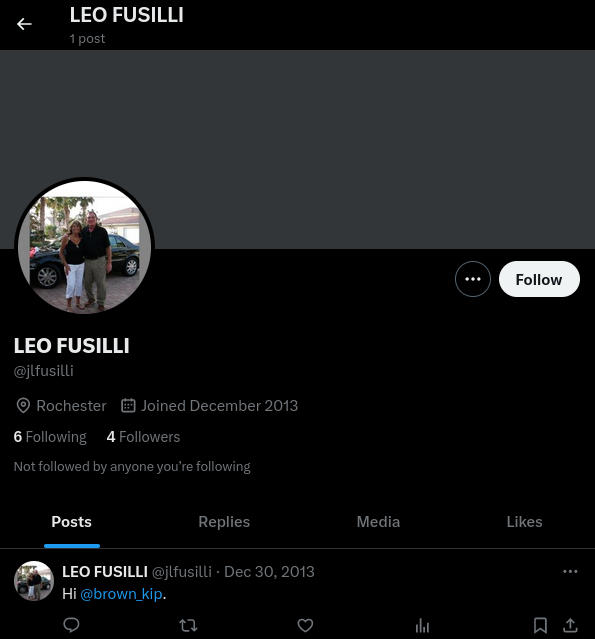 LEO FUSILLI
1 post
Follow
LEO FUSILLI
@jlfusilli
Rochester Joined December 2013
6 Following 4 Followers
Not followed by anyone you're following
Posts Replies Media Likes
LEO FUSILLI @jlfusilli · Dec 30, 2013
Hi @brown_kip.